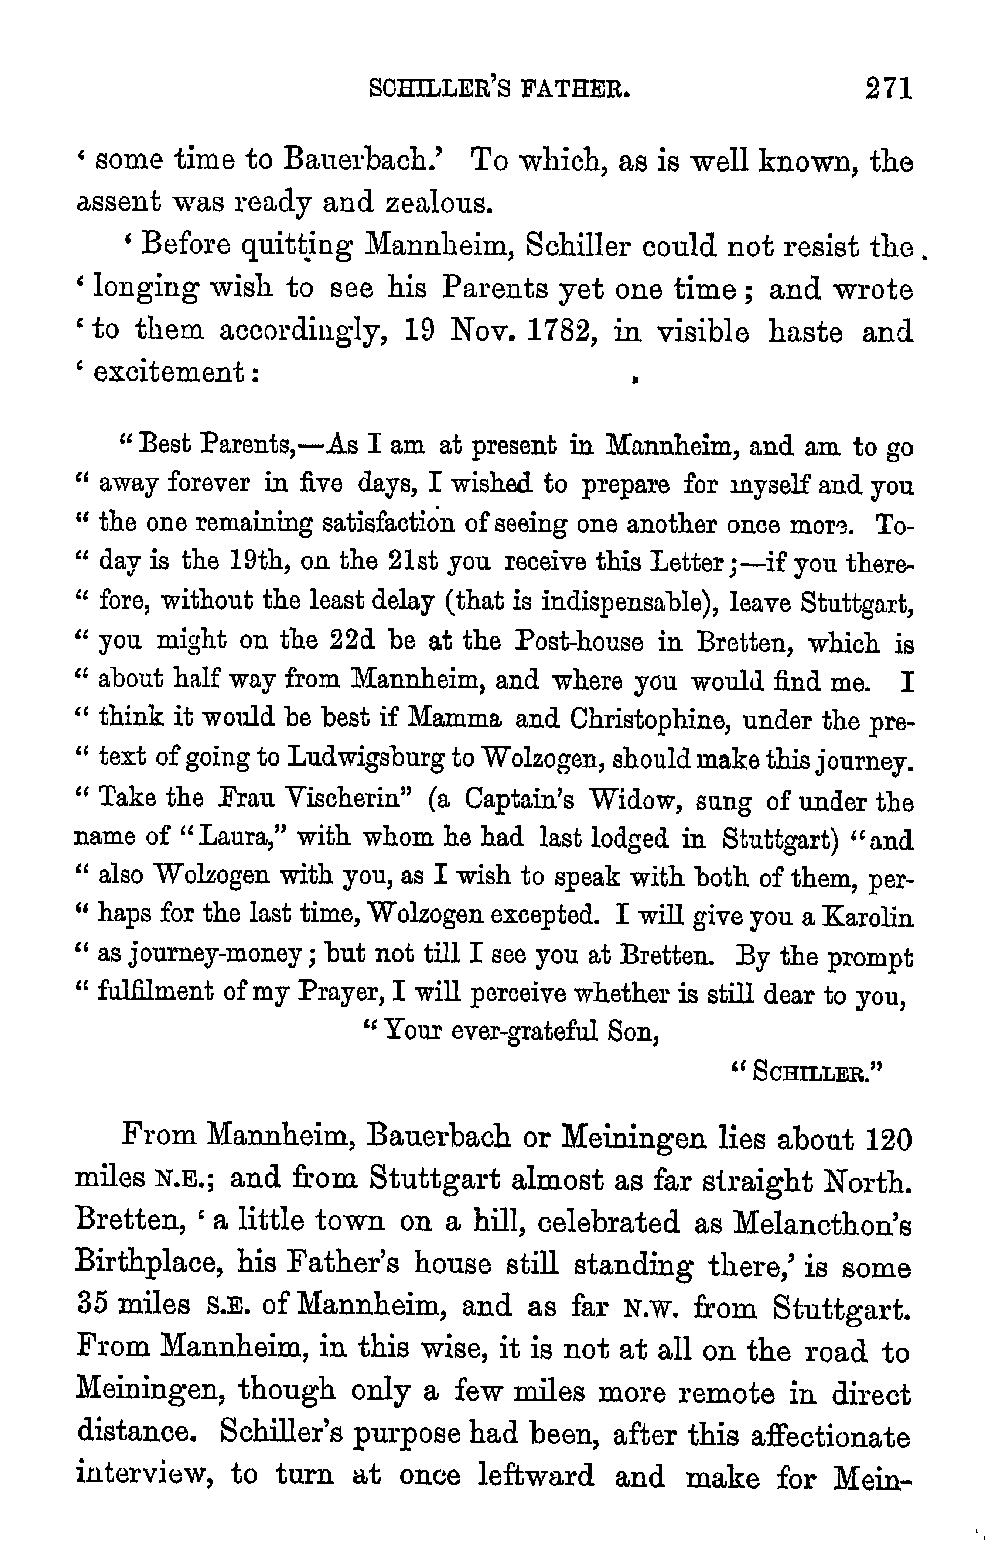 SCHILLER'S FATHER. 271
‘ some time to Bauerbach.’ To which, as is well known, the
assent was ready and zealous.
‘ Before quitting Mannheim, Schiller could not resist the
‘ longing wish to see his Parents yet one time; and wrote
‘ to them accordingly, 19 Nov. 1782, in visible haste and
‘ excitement:
“ Best Parents,—As I am at present in Mannheim, and am to go
“ away forever in five days, I wished to prepare for myself and you
“ the one remaining satisfaction of seeing one another once more. To-
“ day is the 19th, on the 21st you receive this Letter;—if you there-
“ fore, without the least delay (that is indispensable), leave Stuttgart,
“ you might on the 22d be at the Post-house in Bretten, which is
“ about half way from Mannheim, and where you would find me. I
“ think it would be best if Mamma and Christophine, under the pre-
“ text of going to Ludwigsburg to Wolzogen, should make this journey.
“ Take the Frau Vischerin” (a Captain's Widow, sung of under the
name of “Laura,” with whom he had last lodged in Stuttgart) “and
“ also Wolzogen with you, as I wish to speak with both of them, per-
“ haps for the last time, Wolzogen excepted. I will give you a Karolin
“ as journey-money; but not till I see you at Bretten. By the prompt
“ fulfilment of my Prayer, I will perceive whether is still dear to you,
“ Your ever-grateful Son,
“ SCHILLER.”
From Mannheim, Bauerbach or Meiningen lies about 120
miles N.E.; and from Stuttgart almost as far straight North.
Bretten, ‘ a little town on a hill, celebrated as Melancthon's
Birthplace, his Father's house still standing there,’ is some
35 miles S.E. of Mannheim, and as far N.W. from Stuttgart.
From Mannheim, in this wise, it is not at all on the road to
Meiningen, though only a few miles more remote in direct
distance. Schiller's purpose had been, after this affectionate
interview, to turn at once leftward and make for Mein-